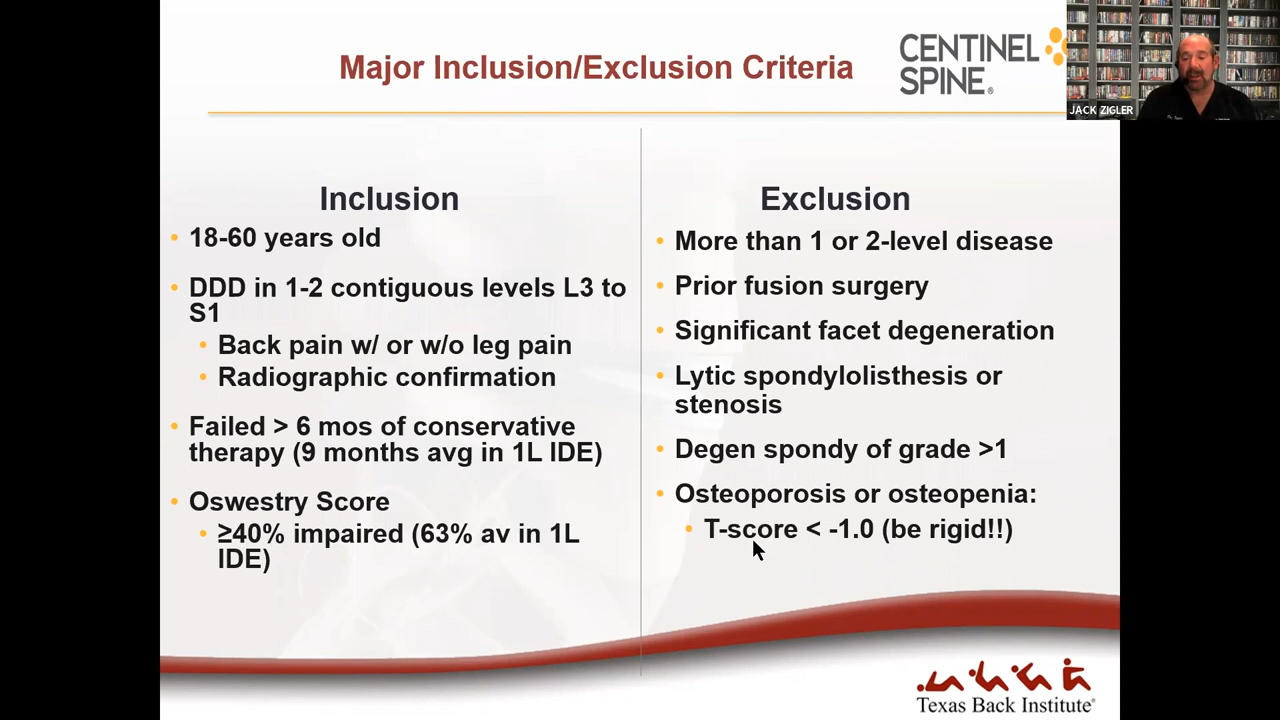 Major Inclusion/Exclusion Criteria
CENTINEL
SPINE®
JACK ZIGLER
Inclusion
• 18-60 years old
• DDD in 1-2 contiguous levels L3 to
S1
• Back pain w/ or w/o leg pain
• Radiographic confirmation
• Failed > 6 mos of conservative
therapy (9 months avg in 1L IDE)
• Oswestry Score
• ≥40% impaired (63% av in 1L
IDE)
Exclusion
• More than 1 or 2-level disease
• Prior fusion surgery
• Significant facet degeneration
• Lytic spondylolisthesis or
stenosis
• Degen spondy of grade >1
• Osteoporosis or osteopenia:
• T-score < -1.0 (be rigid!!)
Texas Back Institute®